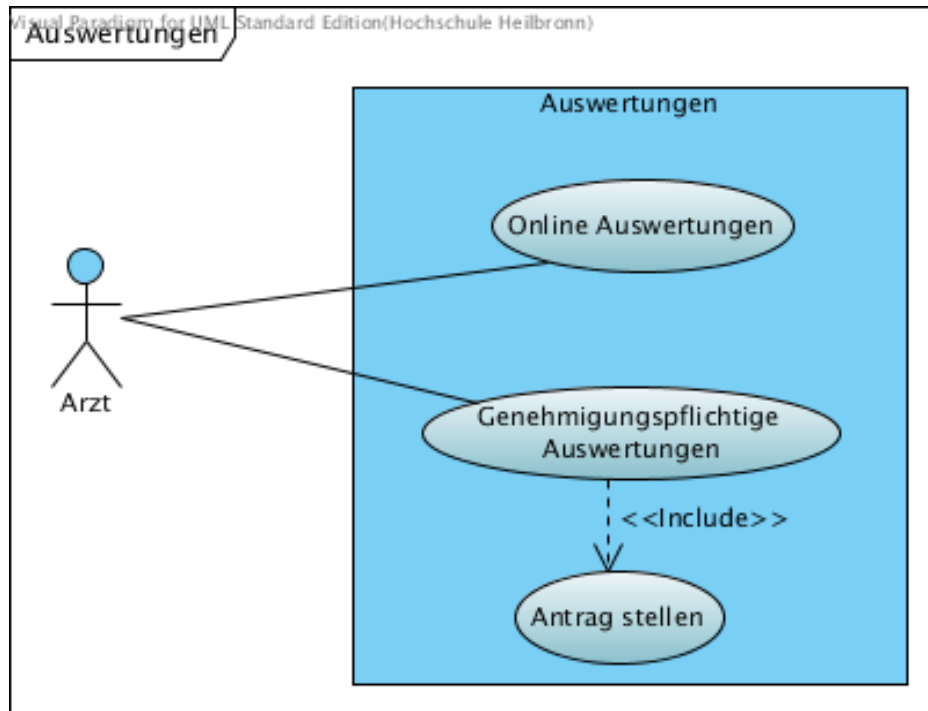 Visual Paradigm for UML Standard Edition(Hochschule Heilbronn)
Auswertungen
Auswertungen
Online Auswertungen
Arzt
Genehmigungspflichtige
Auswertungen
<<Include>>
Antrag stellen